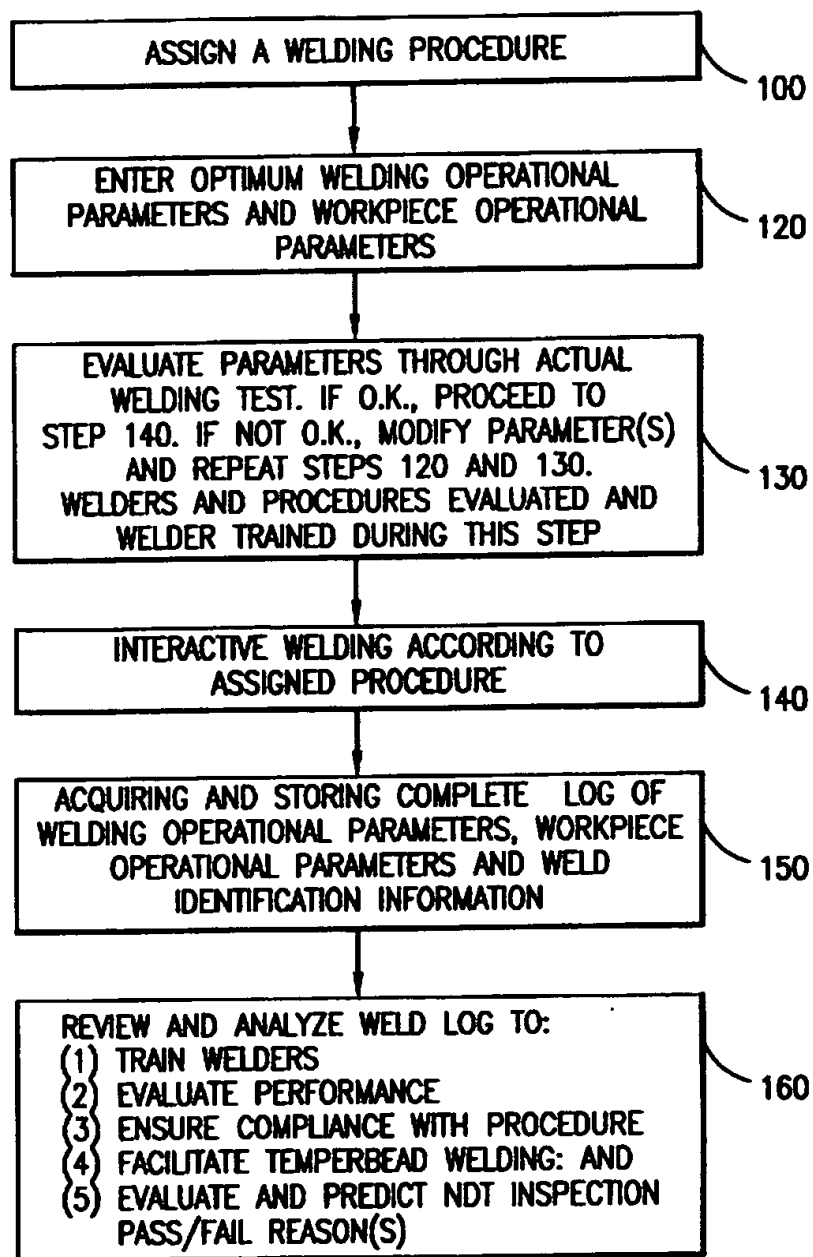 ASSIGN A WELDING PROCEDURE
100
ENTER OPTIMUM WELDING OPERATIONAL
PARAMETERS AND WORKPIECE OPERATIONAL
PARAMETERS
120
EVALUATE PARAMETERS THROUGH ACTUAL
WELDING TEST. IF O.K., PROCEED TO
STEP 140. IF NOT O.K., MODIFY PARAMETER(S)
AND REPEAT STEPS 120 AND 130.
WELDERS AND PROCEDURES EVALUATED AND
WELDER TRAINED DURING THIS STEP
130
INTERACTIVE WELDING ACCORDING TO
ASSIGNED PROCEDURE
140
ACQUIRING AND STORING COMPLETE LOG OF
WELDING OPERATIONAL PARAMETERS, WORKPIECE
OPERATIONAL PARAMETERS AND WELD
IDENTIFICATION INFORMATION
150
REVIEW AND ANALYZE WELD LOG TO:
(1) TRAIN WELDERS
(2) EVALUATE PERFORMANCE
(3) ENSURE COMPLIANCE WITH PROCEDURE
(4) FACILITATE TEMPERBEAD WELDING: AND
(5) EVALUATE AND PREDICT NDT INSPECTION
PASS/FAIL REASON(S)
160